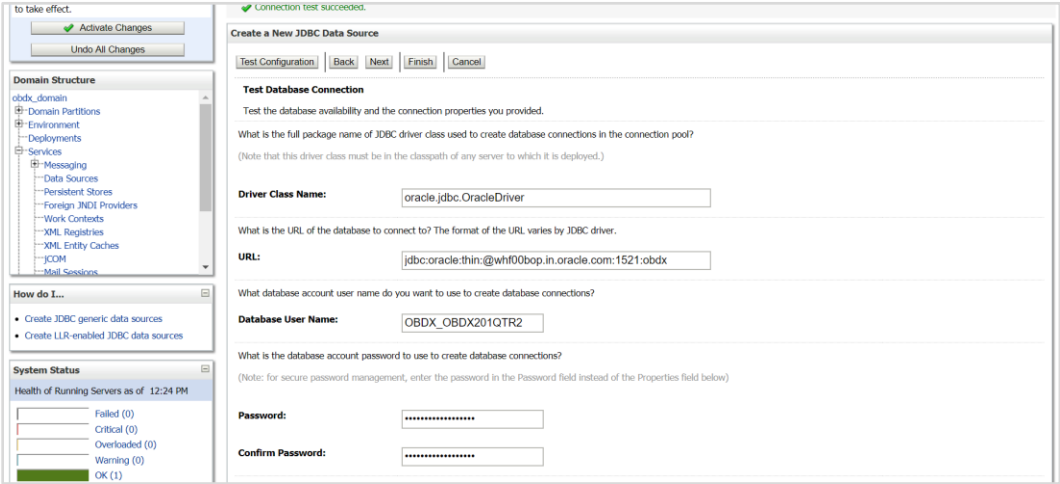 to take effect.
Activate Changes
Undo All Changes
Domain Structure
obdx_domain
Domain Partitions
Environment
Deployments
Services
Messaging
Data Sources
Persistent Stores
Foreign JNDI Providers
Work Contexts
XML Registries
XML Entity Caches
jCOM
Mail Sessions
How do I...
Create JDBC generic data sources
Create LLR-enabled JDBC data sources
System Status
Health of Running Servers as of 12:24 PM
Failed (0)
Critical (0)
Overloaded (0)
Warning (0)
OK (1)
Connection test succeeded.
Create a New JDBC Data Source
Test Configuration Back Next Finish Cancel
Test Database Connection
Test the database availability and the connection properties you provided.
What is the full package name of JDBC driver class used to create database connections in the connection pool?
(Note that this driver class must be in the classpath of any server to which it is deployed.)
Driver Class Name: oracle.jdbc.OracleDriver
What is the URL of the database to connect to? The format of the URL varies by JDBC driver.
URL: jdbc:oracle:thin:@whf00bop.in.oracle.com:1521:obdx
What database account user name do you want to use to create database connections?
Database User Name: OBDX_OBDX201QTR2
What is the database account password to use to create database connections?
(Note: for secure password management, enter the password in the Password field instead of the Properties field below)
Password: ••••••••••••••••••
Confirm Password: ••••••••••••••••••